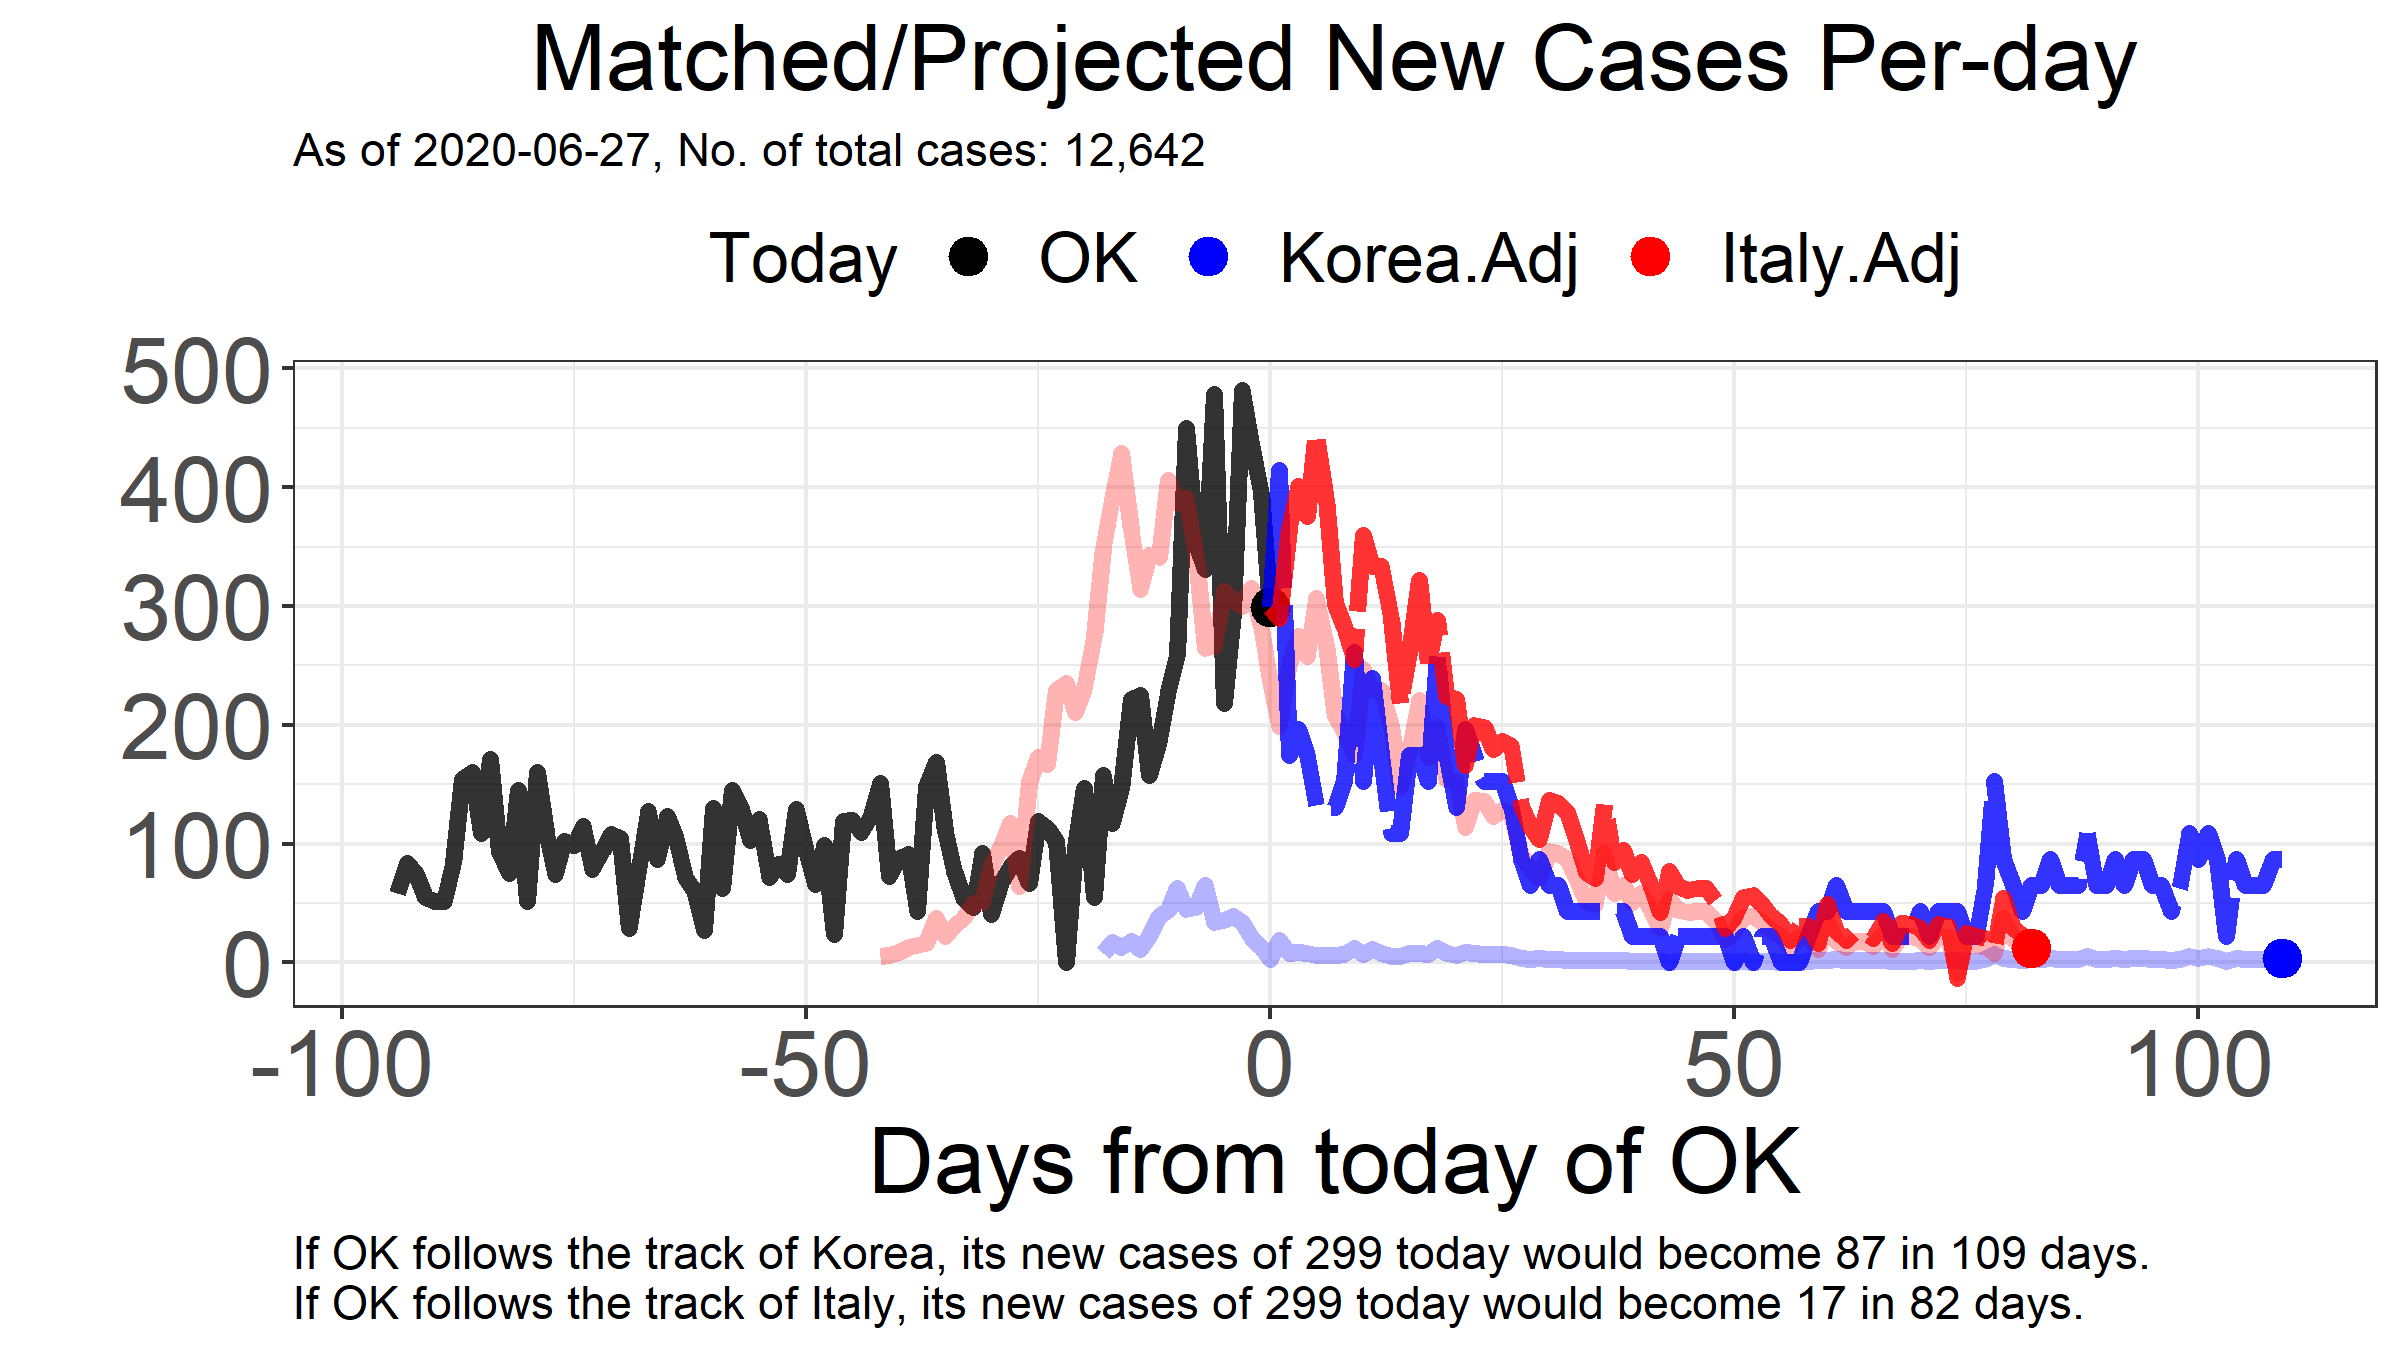 Matched/Projected New Cases Per-day
As of 2020-06-27, No. of total cases: 12,642
Today OK Korea.Adj Italy.Adj
500
400
300
200
100
0
-100 -50 0 50 100
Days from today of OK
If OK follows the track of Korea, its new cases of 299 today would become 87 in 109 days.
If OK follows the track of Italy, its new cases of 299 today would become 17 in 82 days.